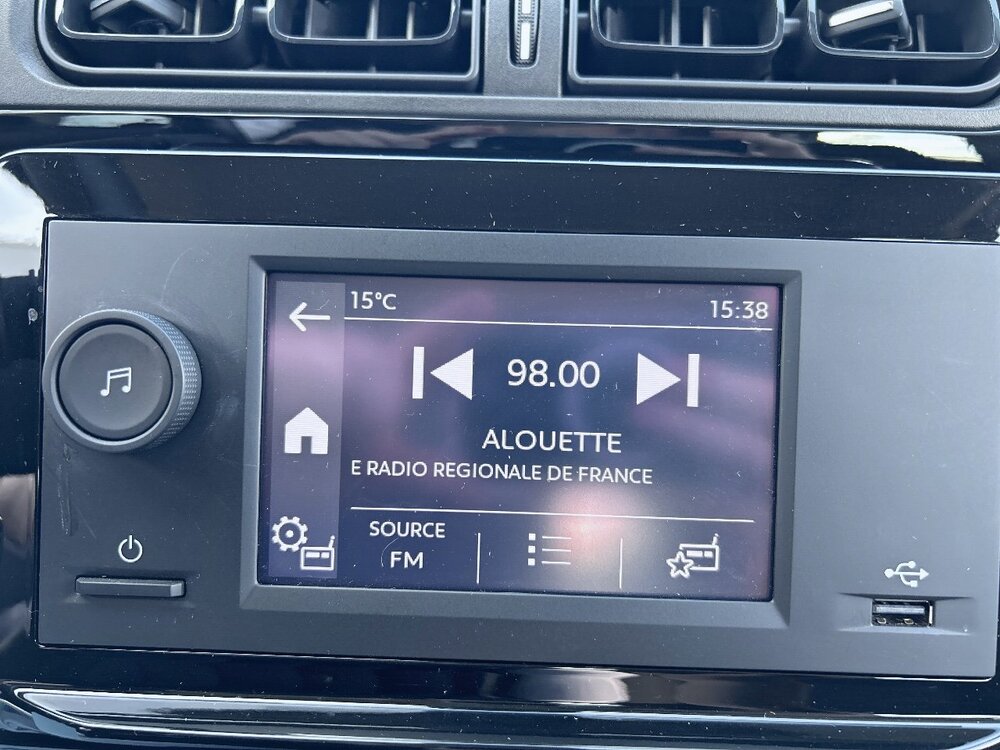 15°C 15:38
98.00
ALOUETTE
E RADIO REGIONALE DE FRANCE
SOURCE
FM